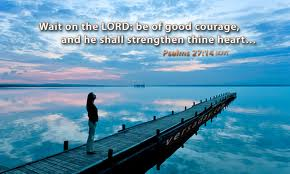 Wait on the LORD: be of good courage,
and he shall strengthen thine heart...
Psalms 27:14 KJV